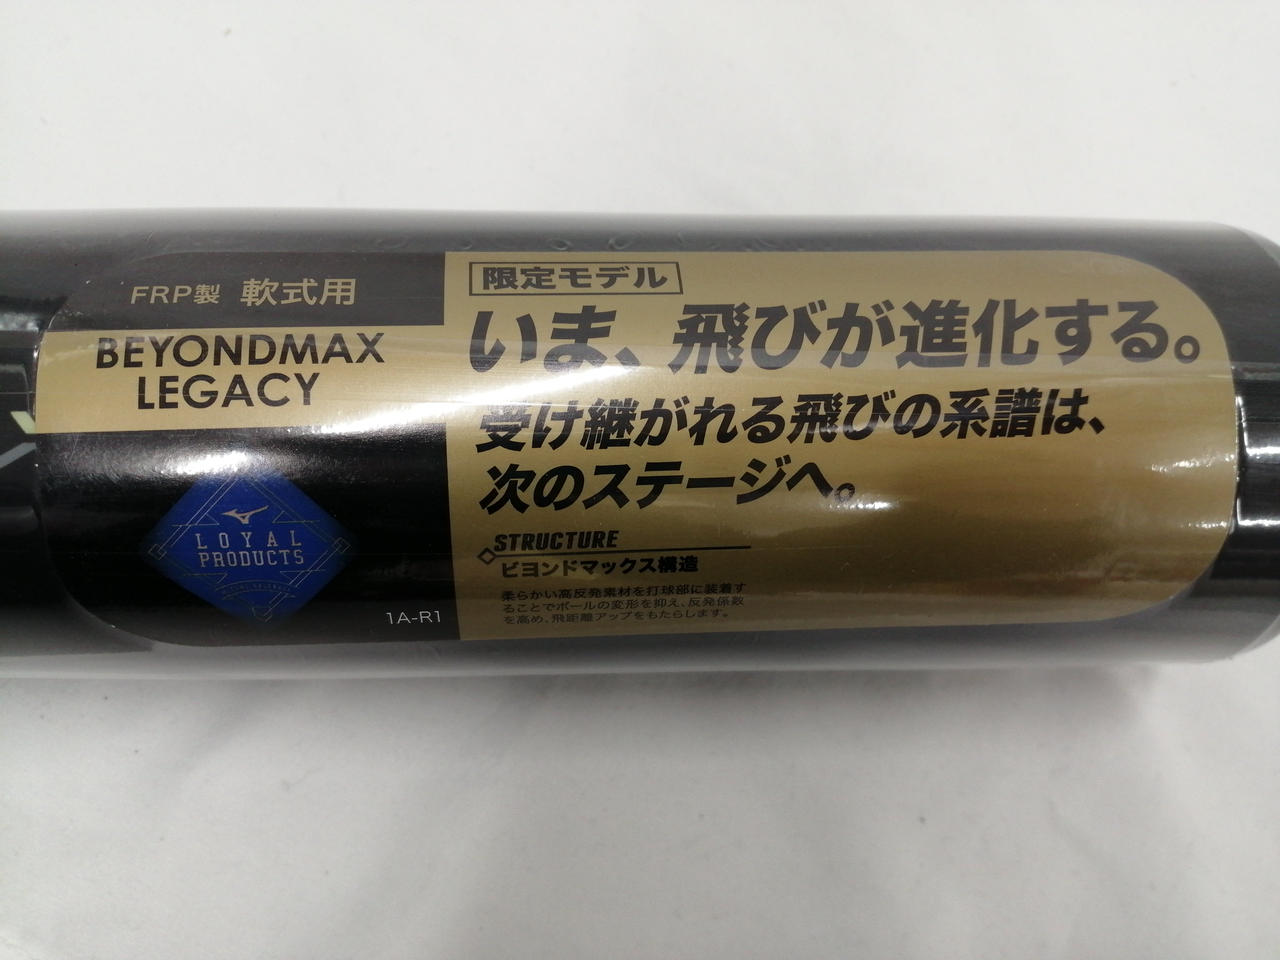 FRP製 軟式用
BEYONDMAX
LEGACY
LOYAL
PRODUCTS
1A-R1
限定モデル
いま、飛びが進化する。
受け継がれる飛びの系譜は、
次のステージへ。
STRUCTURE
ビヨンドマックス構造
柔らかい高反発素材を打球部に装着す
ることでボールの変形を抑え、反発係数
を高め、飛距離アップをもたらします。